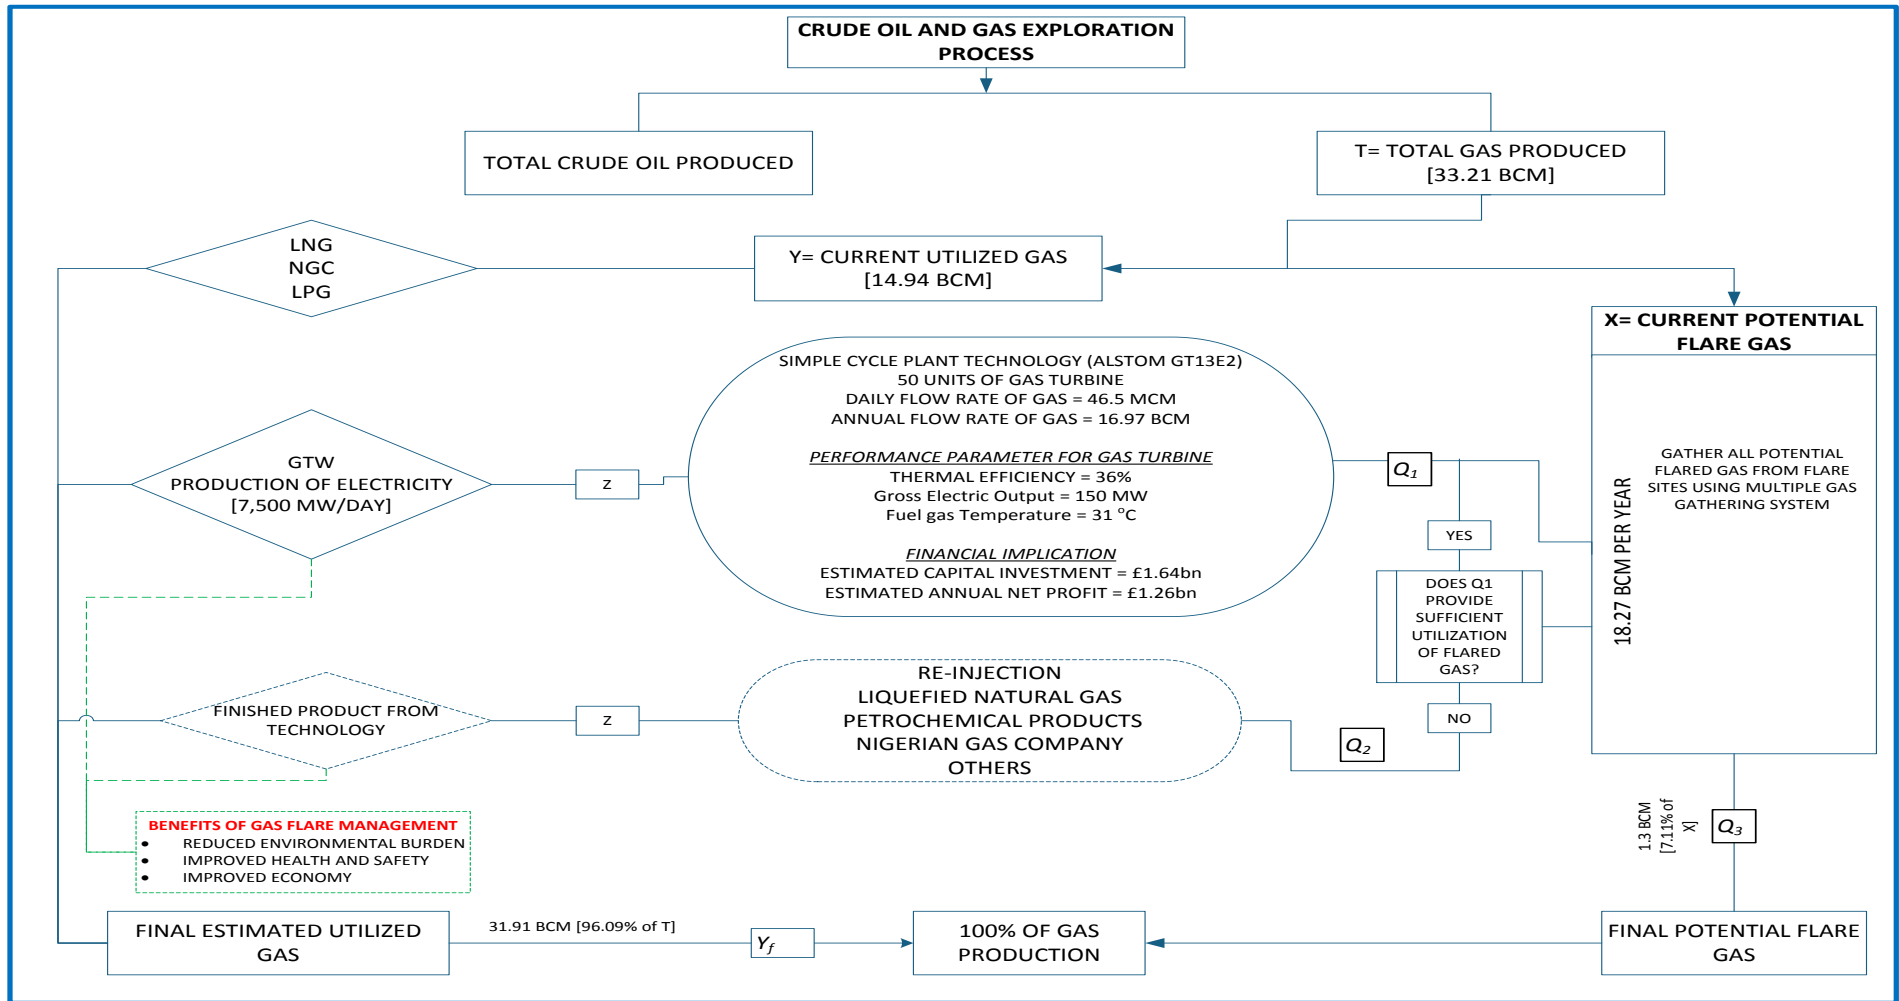 CRUDE OIL AND GAS EXPLORATION
PROCESS
TOTAL CRUDE OIL PRODUCED
T= TOTAL GAS PRODUCED
[33.21 BCM]
LNG
NGC
LPG
Y= CURRENT UTILIZED GAS
[14.94 BCM]
X= CURRENT POTENTIAL
FLARE GAS
18.27 BCM PER YEAR
GATHER ALL POTENTIAL
FLARED GAS FROM FLARE
SITES USING MULTIPLE GAS
GATHERING SYSTEM
GTW
PRODUCTION OF ELECTRICITY
[7,500 MW/DAY]
Z
SIMPLE CYCLE PLANT TECHNOLOGY (ALSTOM GT13E2)
50 UNITS OF GAS TURBINE
DAILY FLOW RATE OF GAS = 46.5 MCM
ANNUAL FLOW RATE OF GAS = 16.97 BCM
PERFORMANCE PARAMETER FOR GAS TURBINE
THERMAL EFFICIENCY = 36%
Gross Electric Output = 150 MW
Fuel gas Temperature = 31 °C
FINANCIAL IMPLICATION
ESTIMATED CAPITAL INVESTMENT = £1.64bn
ESTIMATED ANNUAL NET PROFIT = £1.26bn
Q1
YES
DOES Q1
PROVIDE
SUFFICIENT
UTILIZATION
OF FLARED
GAS?
NO
Q2
FINISHED PRODUCT FROM
TECHNOLOGY
Z
RE-INJECTION
LIQUEFIED NATURAL GAS
PETROCHEMICAL PRODUCTS
NIGERIAN GAS COMPANY
OTHERS
BENEFITS OF GAS FLARE MANAGEMENT
• REDUCED ENVIRONMENTAL BURDEN
• IMPROVED HEALTH AND SAFETY
• IMPROVED ECONOMY
1.3 BCM
[7.11% of
X]
Q3
FINAL ESTIMATED UTILIZED
GAS
31.91 BCM [96.09% of T]
Yf
100% OF GAS
PRODUCTION
FINAL POTENTIAL FLARE
GAS